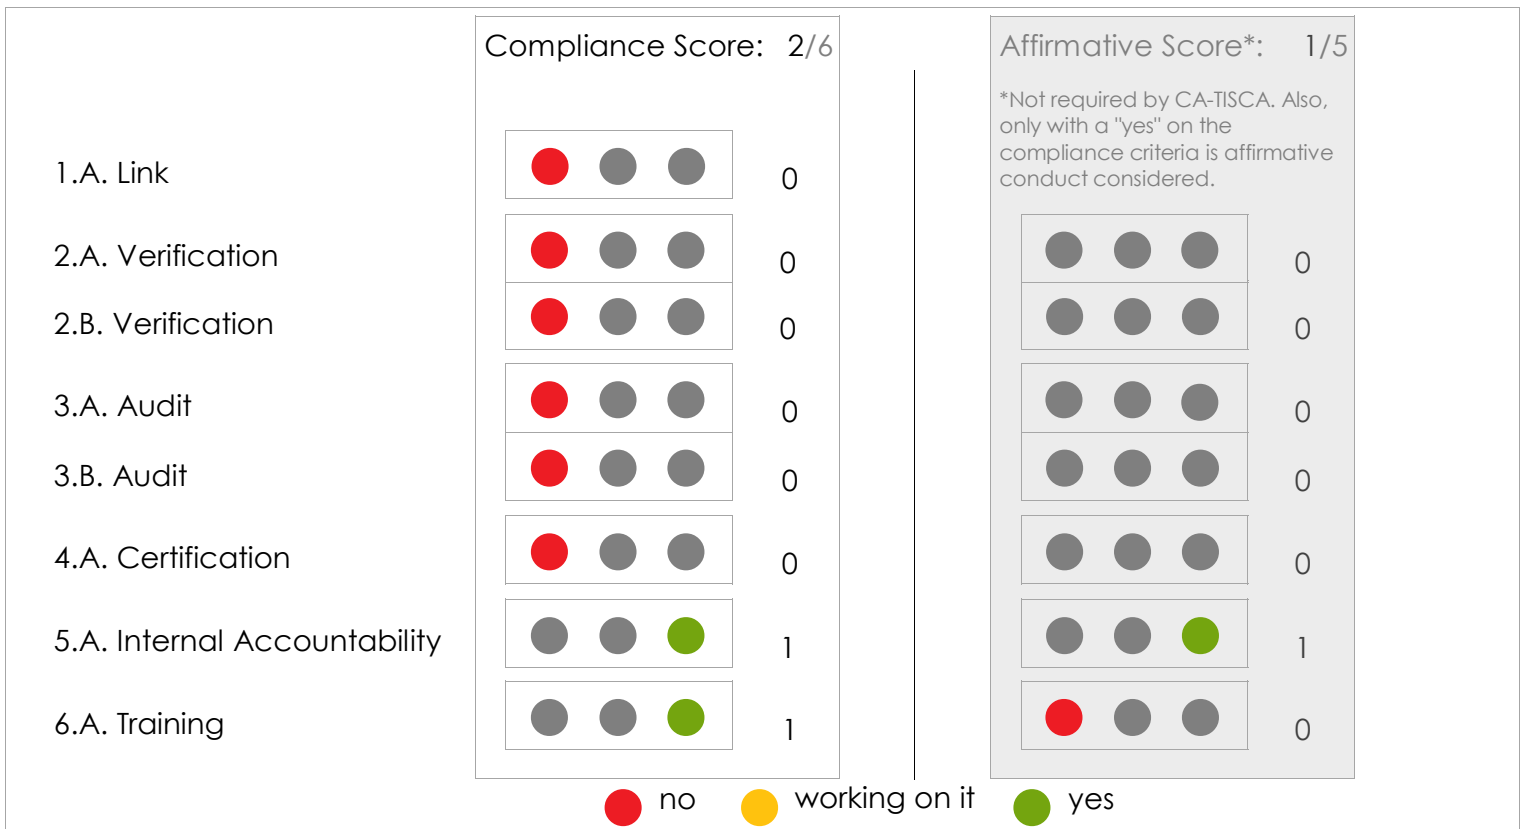 Compliance Score: 2/6
Affirmative Score*: 1/5
*Not required by CA-TISCA. Also,
only with a "yes" on the
compliance criteria is affirmative
conduct considered.
1.A. Link 0
2.A. Verification 0 0
2.B. Verification 0 0
3.A. Audit 0 0
3.B. Audit 0 0
4.A. Certification 0 0
5.A. Internal Accountability 1 1
6.A. Training 1 0
no working on it yes